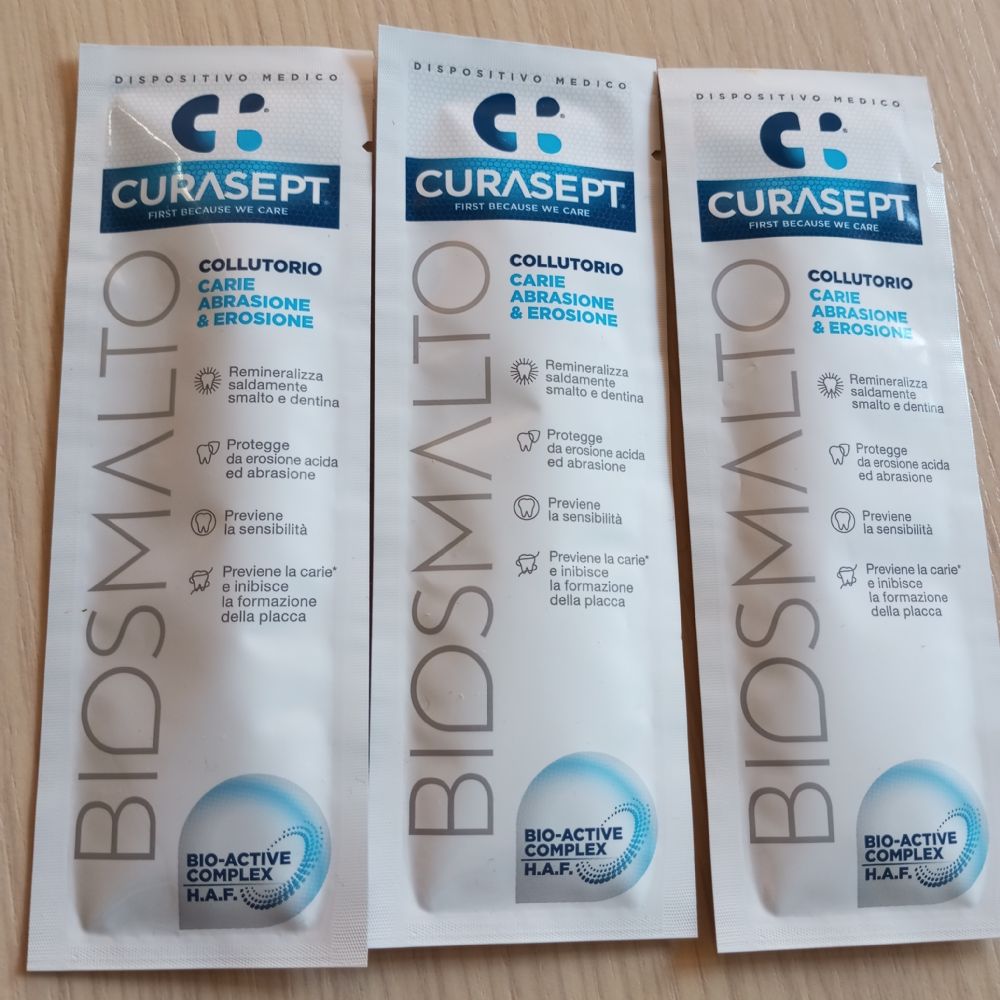 DISPOSITIVO MEDICO
CURASEPT
FIRST BECAUSE WE CARE
BIOSMALTO
COLLUTORIO
CARIE
ABRASIONE
& EROSIONE
Remineralizza
saldamente
smalto e dentina
Protegge
da erosione acida
ed abrasione
Previene
la sensibilità
Previene la carie*
e inibisce
la formazione
della placca
BIO-ACTIVE
COMPLEX
H.A.F.
DISPOSITIVO MEDICO
CURASEPT
FIRST BECAUSE WE CARE
BIOSMALTO
COLLUTORIO
CARIE
ABRASIONE
& EROSIONE
Remineralizza
saldamente
smalto e dentina
Protegge
da erosione acida
ed abrasione
Previene
la sensibilità
Previene la carie*
e inibisce
la formazione
della placca
BIO-ACTIVE
COMPLEX
H.A.F.
DISPOSITIVO MEDICO
CURASEPT
FIRST BECAUSE WE CARE
BIOSMALTO
COLLUTORIO
CARIE
ABRASIONE
& EROSIONE
Remineralizza
saldamente
smalto e dentina
Protegge
da erosione acida
ed abrasione
Previene
la sensibilità
Previene la carie*
e inibisce
la formazione
della placca
BIO-ACTIVE
COMPLEX
H.A.F.